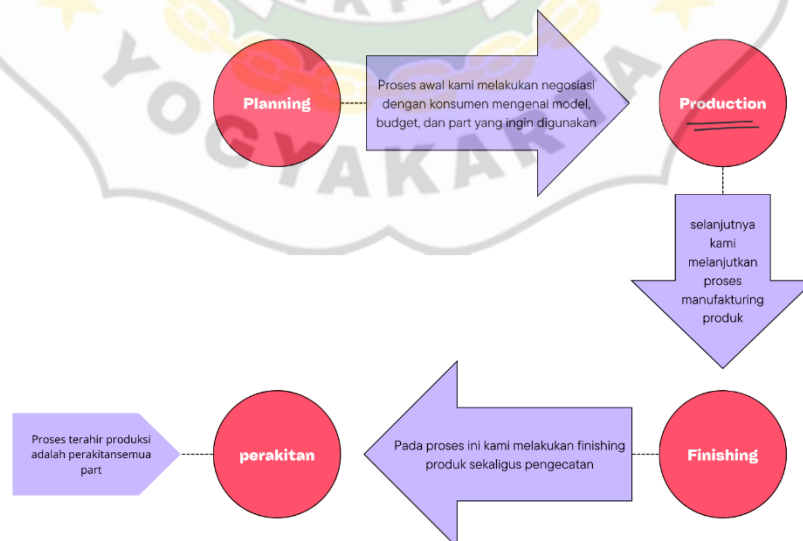 YOGYAKARTA
Planning
Proses awal kami melakukan negosiasi
dengan konsumen mengenai model,
budget, dan part yang ingin digunakan
Production
selanjutnya
kami
melanjutkan
proses
manufakturing
produk
Finishing
Pada proses ini kami melakukan finishing
produk sekaligus pengecatan
perakitan
Proses terahir produksi
adalah perakitansemua
part